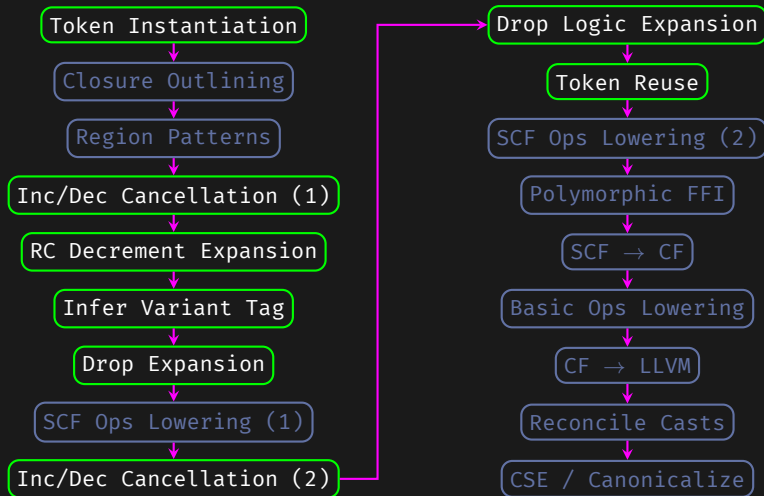 Token Instantiation
Closure Outlining
Region Patterns
Inc/Dec Cancellation (1)
RC Decrement Expansion
Infer Variant Tag
Drop Expansion
SCF Ops Lowering (1)
Inc/Dec Cancellation (2)
Drop Logic Expansion
Token Reuse
SCF Ops Lowering (2)
Polymorphic FFI
SCF → CF
Basic Ops Lowering
CF → LLVM
Reconcile Casts
CSE / Canonicalize